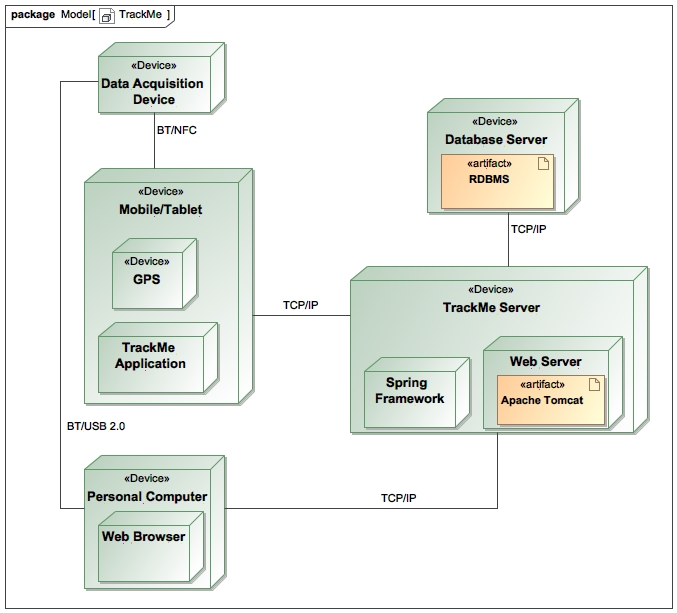 package Model[ TrackMe ]
«Device»
Data Acquisition
Device
BT/NFC
«Device»
Database Server
«artifact»
RDBMS
TCP/IP
«Device»
Mobile/Tablet
«Device»
GPS
TrackMe
Application
TCP/IP
«Device»
TrackMe Server
Spring
Framework
Web Server
«artifact»
Apache Tomcat
BT/USB 2.0
«Device»
Personal Computer
Web Browser
TCP/IP